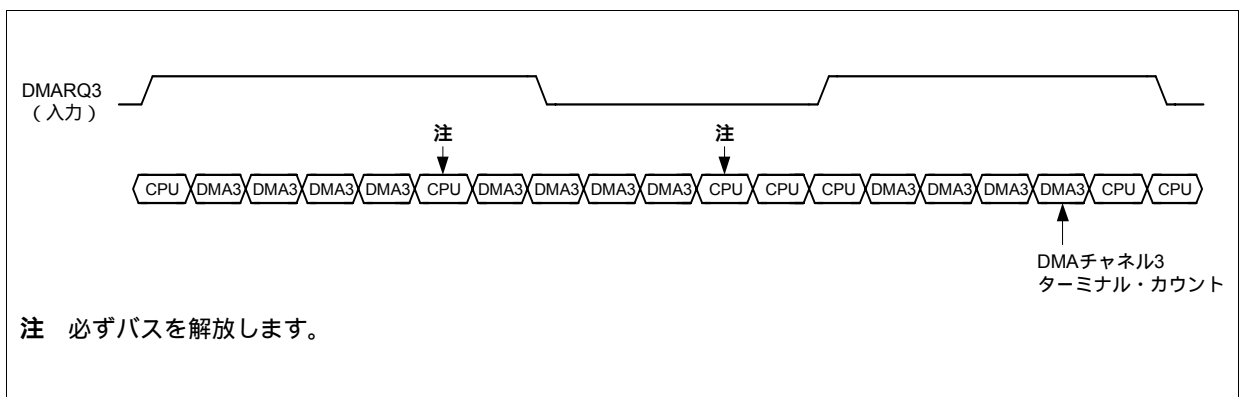 DMARQ3
（入力）
注 注
CPU DMA3 DMA3 DMA3 DMA3 CPU DMA3 DMA3 DMA3 DMA3 CPU CPU CPU DMA3 DMA3 DMA3 DMA3 CPU CPU
DMAチャネル3
ターミナル・カウント
注 必ずバスを解放します。